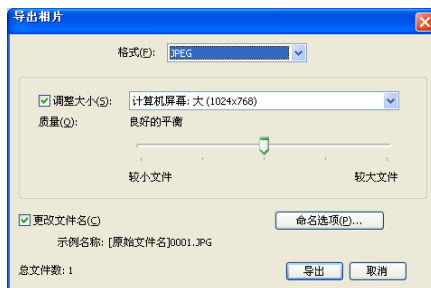 导出相片
格式(F): JPEG
调整大小(S): 计算机屏幕: 大 (1024x768)
质量(Q): 良好的平衡
较小文件 较大文件
更改文件名(C) 命名选项(P)...
示例名称: [原始文件名]0001.JPG
总文件数: 1 导出 取消